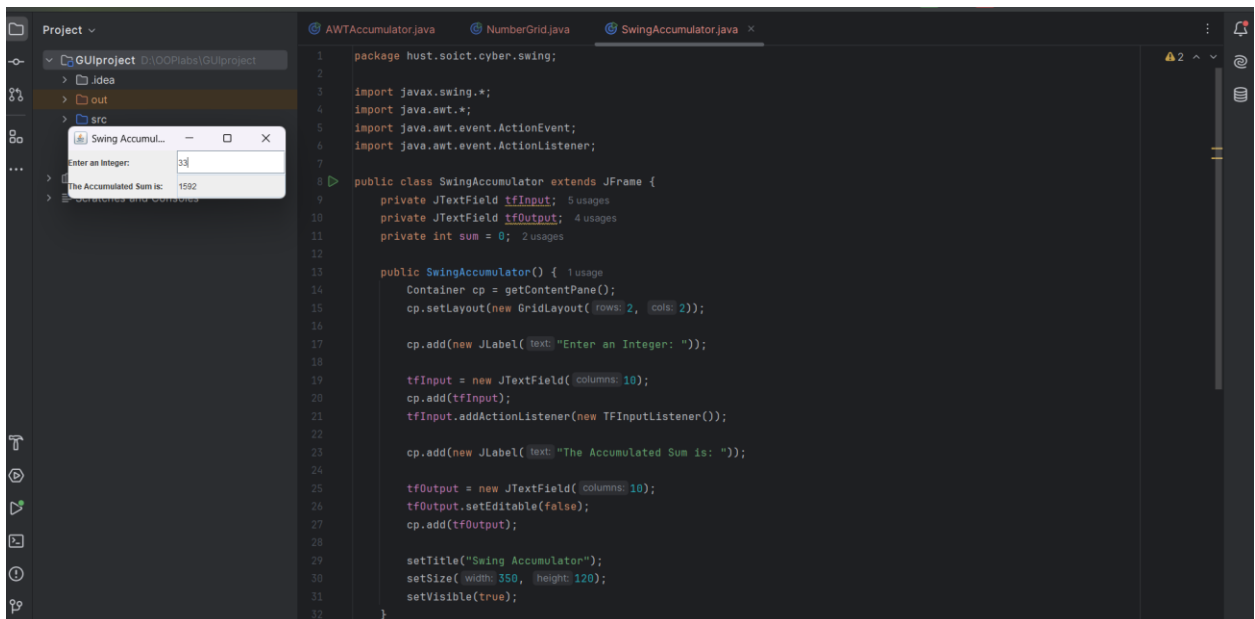 Project
AWTAccumulator.java
NumberGrid.java
SwingAccumulator.java
GUIproject D:\OOPlabs\GUIproject
.idea
out
src
Scratches and Consoles
Swing Accumul...
Enter an Integer: 33
The Accumulated Sum is: 1592
2
1 package hust.soict.cyber.swing;
2
3 import javax.swing.*;
4 import java.awt.*;
5 import java.awt.event.ActionEvent;
6 import java.awt.event.ActionListener;
7
8 public class SwingAccumulator extends JFrame {
9 private JTextField tfInput; 5 usages
10 private JTextField tfOutput; 4 usages
11 private int sum = 0; 2 usages
12
13 public SwingAccumulator() { 1 usage
14 Container cp = getContentPane();
15 cp.setLayout(new GridLayout( rows: 2, cols: 2));
16
17 cp.add(new JLabel( text: "Enter an Integer: "));
18
19 tfInput = new JTextField( columns: 10);
20 cp.add(tfInput);
21 tfInput.addActionListener(new TFInputListener());
22
23 cp.add(new JLabel( text: "The Accumulated Sum is: "));
24
25 tfOutput = new JTextField( columns: 10);
26 tfOutput.setEditable(false);
27 cp.add(tfOutput);
28
29 setTitle("Swing Accumulator");
30 setSize( width: 350, height: 120);
31 setVisible(true);
32 }